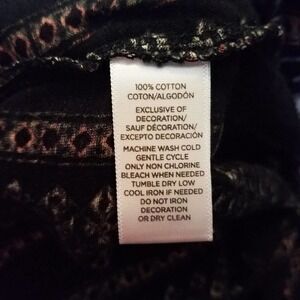 100% COTTON
COTON/ALGODÓN
EXCLUSIVE OF
DECORATION/
SAUF DÉCORATION/
EXCEPTO DECORACIÓN
MACHINE WASH COLD
GENTLE CYCLE
ONLY NON CHLORINE
BLEACH WHEN NEEDED
TUMBLE DRY LOW
COOL IRON IF NEEDED
DO NOT IRON
DECORATION
OR DRY CLEAN